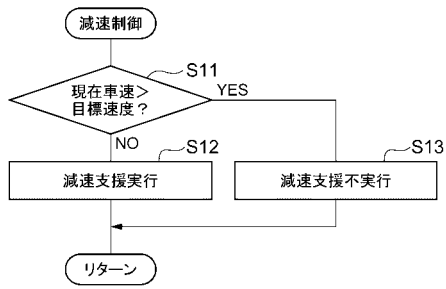 減速制御
S11
現在車速＞
目標速度？
YES
NO
S12
減速支援実行
S13
減速支援不実行
リターン